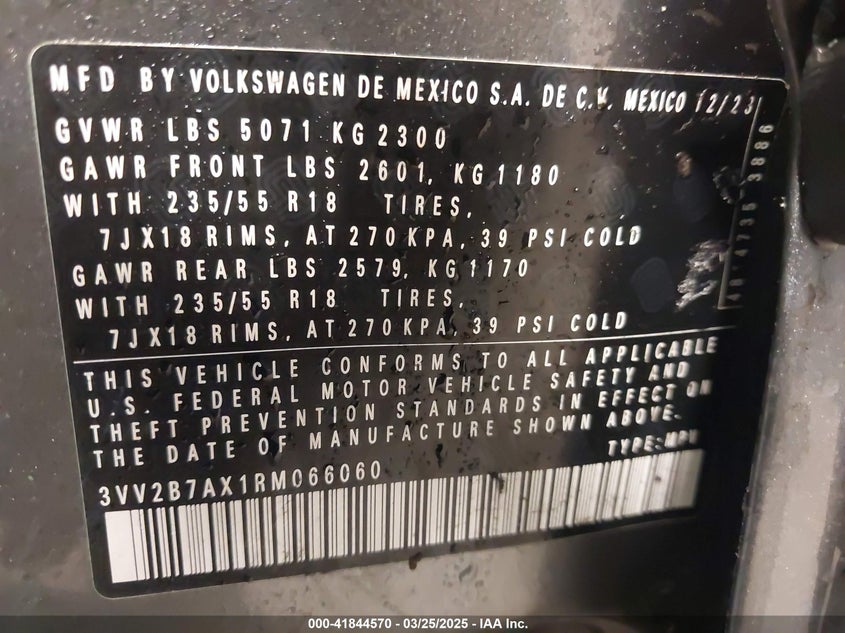 MFD BY VOLKSWAGEN DE MEXICO S.A. DE C.V. MEXICO 12/23
GVWR LBS 5071 KG 2300
GAWR FRONT LBS 2601, KG 1180
WITH 235/55 R18 TIRES,
7JX18 RIMS, AT 270 KPA, 39 PSI COLD
GAWR REAR LBS 2579, KG 1170
WITH 235/55 R18 TIRES,
7JX18 RIMS, AT 270 KPA, 39 PSI COLD
THIS VEHICLE CONFORMS TO ALL APPLICABLE
U.S. FEDERAL MOTOR VEHICLE SAFETY AND
THEFT PREVENTION STANDARDS IN EFFECT ON
THE DATE OF MANUFACTURE SHOWN ABOVE.
TYPE:MPV
3VV2B7AX1RM066060
000-41844570 - 03/25/2025 - IAA Inc.